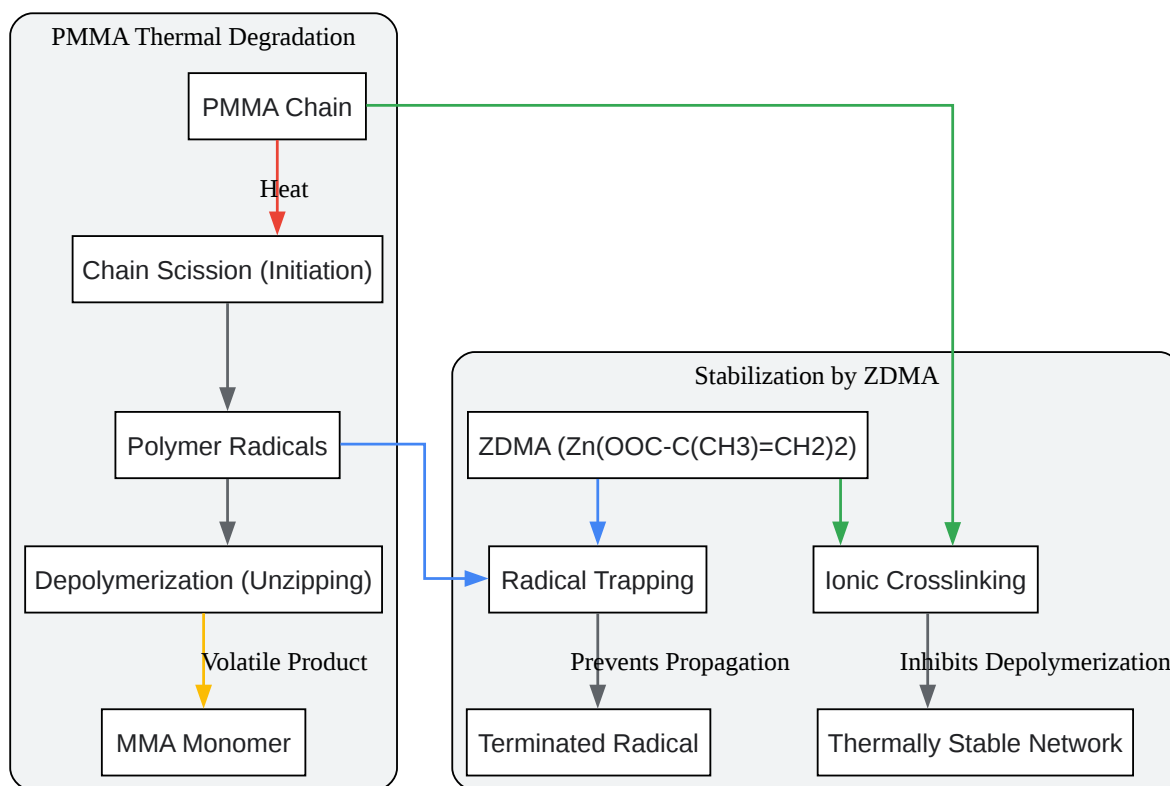 PMMA Thermal Degradation
PMMA Chain
Heat
Chain Scission (Initiation)
Polymer Radicals
Depolymerization (Unzipping)
Volatile Product
MMA Monomer
Stabilization by ZDMA
ZDMA (Zn(OOC-C(CH3)=CH2)2)
Radical Trapping
Ionic Crosslinking
Prevents Propagation
Inhibits Depolymerization
Terminated Radical
Thermally Stable Network